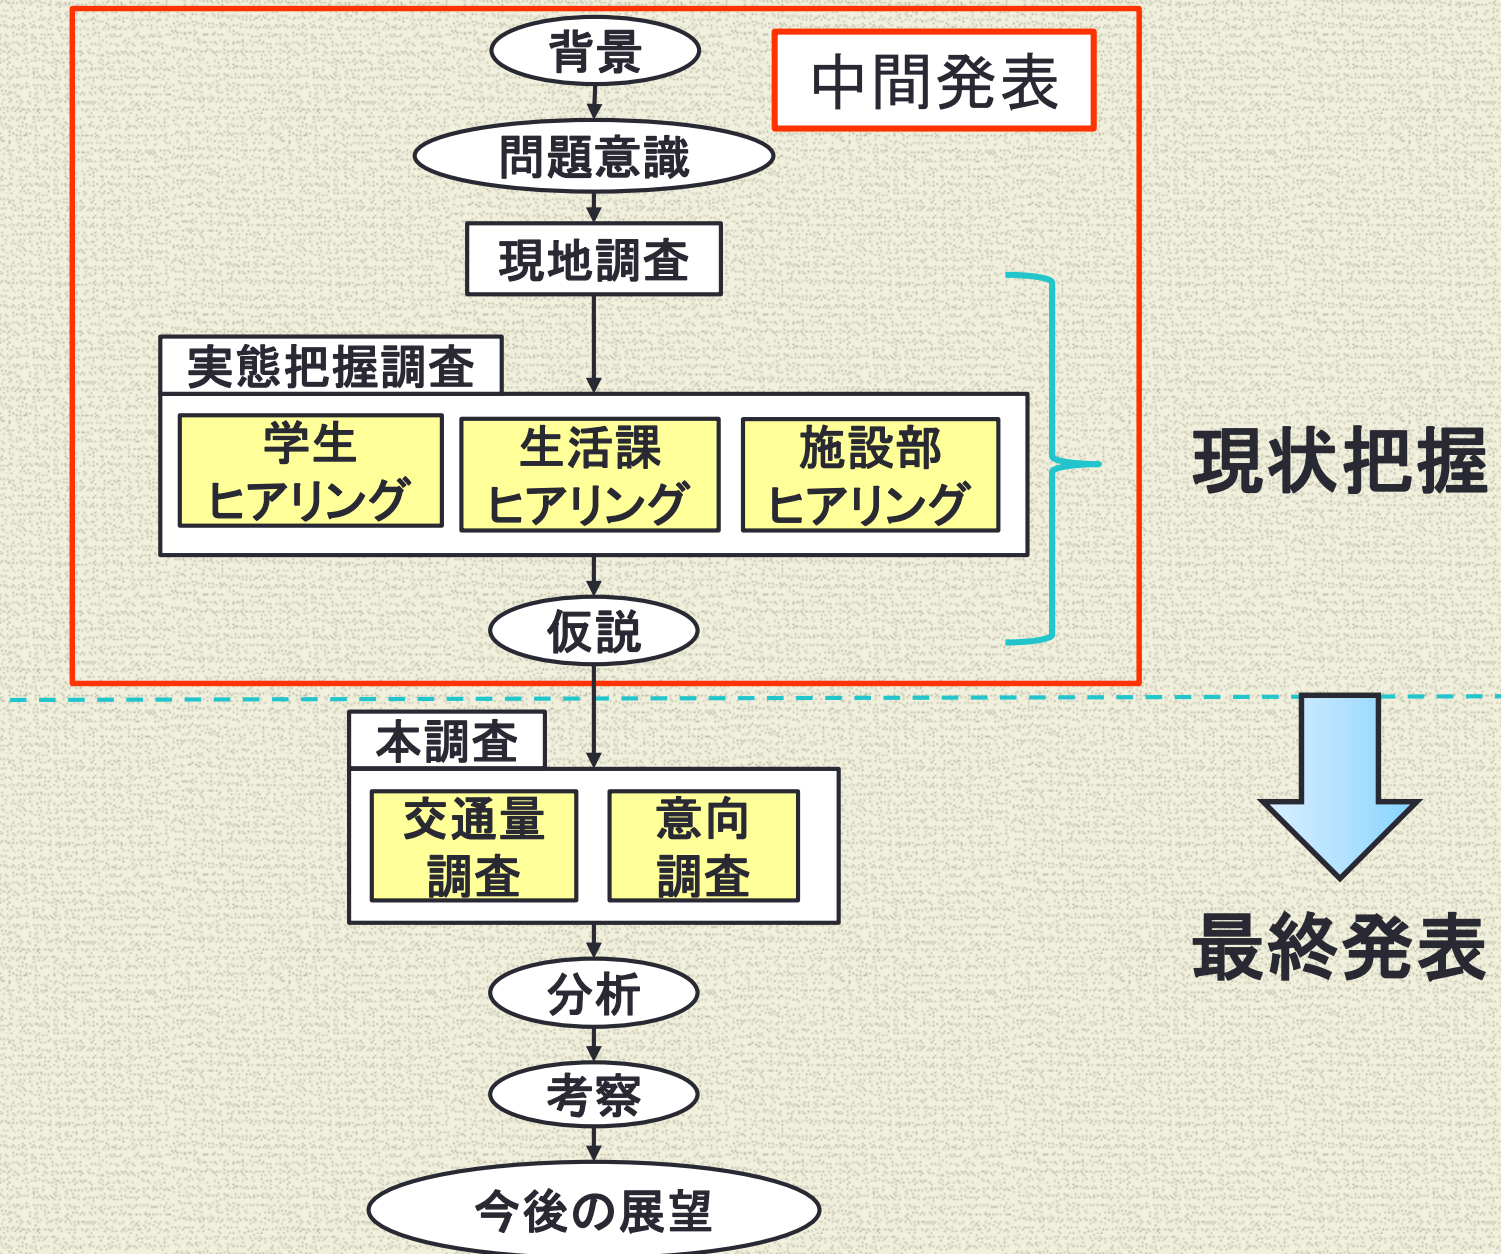 背景
中間発表
問題意識
現地調査
実態把握調査
学生
ヒアリング
生活課
ヒアリング
施設部
ヒアリング
現状把握
仮説
本調査
交通量
調査
意向
調査
最終発表
分析
考察
今後の展望